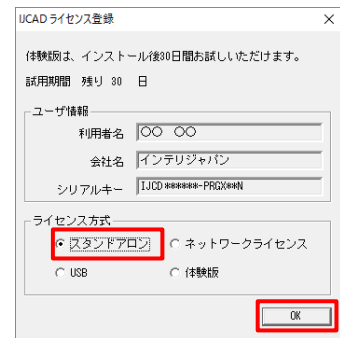 IJCAD ライセンス登録
体験版は、インストール後30日間お試しいただけます。
試用期間 残り 30 日
ユーザ情報
利用者名 〇〇 〇〇
会社名 インテリジャパン
シリアルキー IJCD******-PRGX**N
ライセンス方式
スタンドアロン ネットワークライセンス
USB 体験版
OK